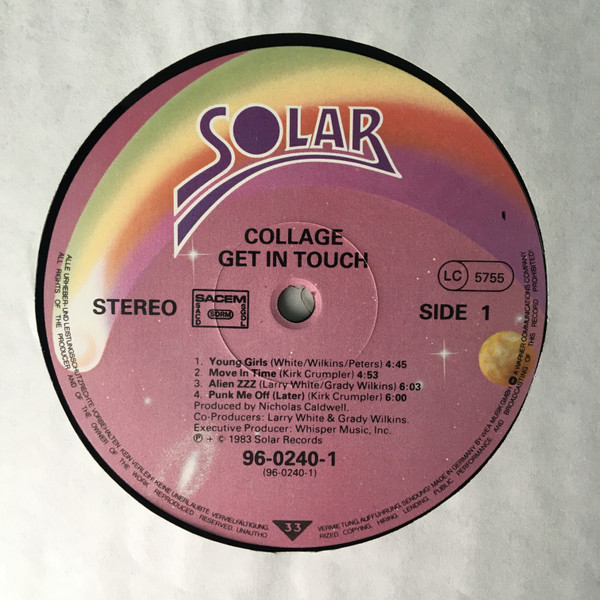 SOLAR
COLLAGE
GET IN TOUCH
LC 5755
STEREO
SACEM
SACD
SDRM
SGDL
SIDE 1
1. Young Girls (White/Wilkins/Peters) 4:45
2. Move In Time (Kirk Crumpler) 4:53
3. Alien ZZZ (Larry White/Grady Wilkins) 6:03
4. Punk Me Off (Later) (Kirk Crumpler) 6:00
Produced by Nicholas Caldwell.
Co-Producers: Larry White & Grady Wilkins.
Executive Producer: Whisper Music, Inc.
Ⓟ + © 1983 Solar Records
96-0240-1
(96-0240-1)
33
ALLE URHEBER- UND LEISTUNGSSCHUTZRECHTE VORBEHALTEN. KEIN VERLEIH! KEINE UNERLAUBTE VERVIELFÄLTIGUNG,
VERMIETUNG, AUFFÜHRUNG, SENDUNG! MADE IN GERMANY BY WEA MUSIK GMBH A WARNER COMMUNICATIONS COMPANY
ALL RIGHTS OF THE PRODUCER AND OF THE OWNER OF THE WORK REPRODUCED RESERVED. UNAUTHO
RIZED COPYING, HIRING, LENDING, PUBLIC PERFORMANCE AND BROADCASTING OF THIS RECORD PROHIBITED!